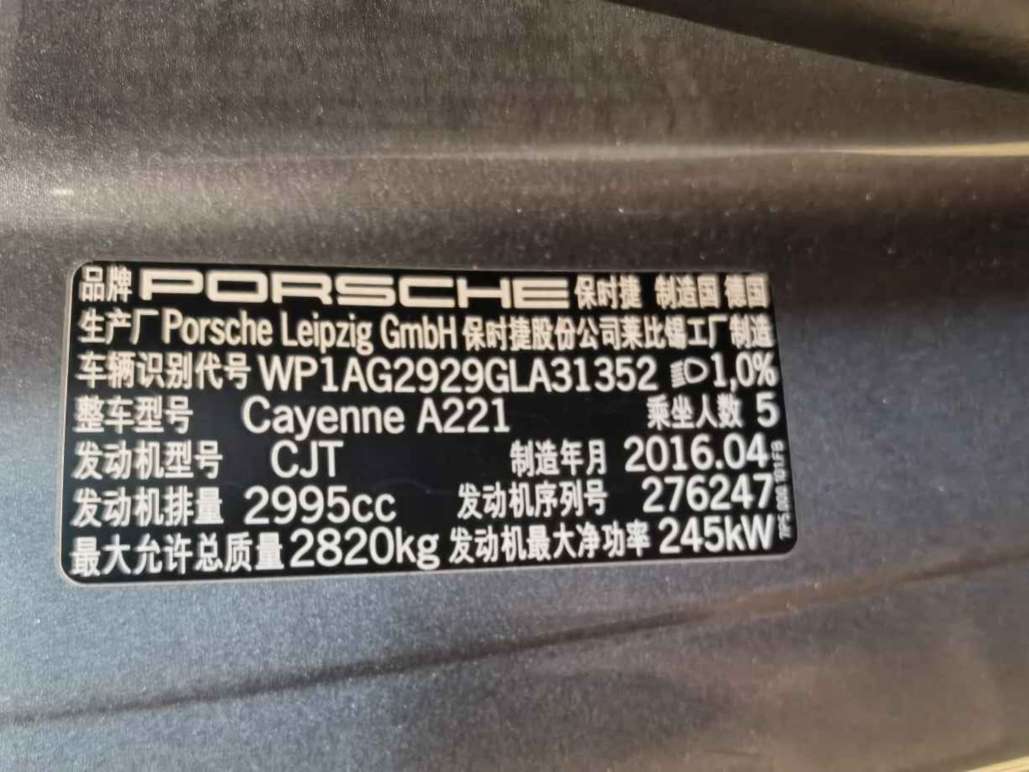 品牌 PORSCHE 保时捷 制造国 德国
生产厂 Porsche Leipzig GmbH 保时捷股份公司莱比锡工厂制造
车辆识别代号 WP1AG2929GLA31352 1,0%
整车型号 Cayenne A221 乘坐人数 5
发动机型号 CJT 制造年月 2016.04
发动机排量 2995cc 发动机序列号 276247
最大允许总质量 2820kg 发动机最大净功率 245kW